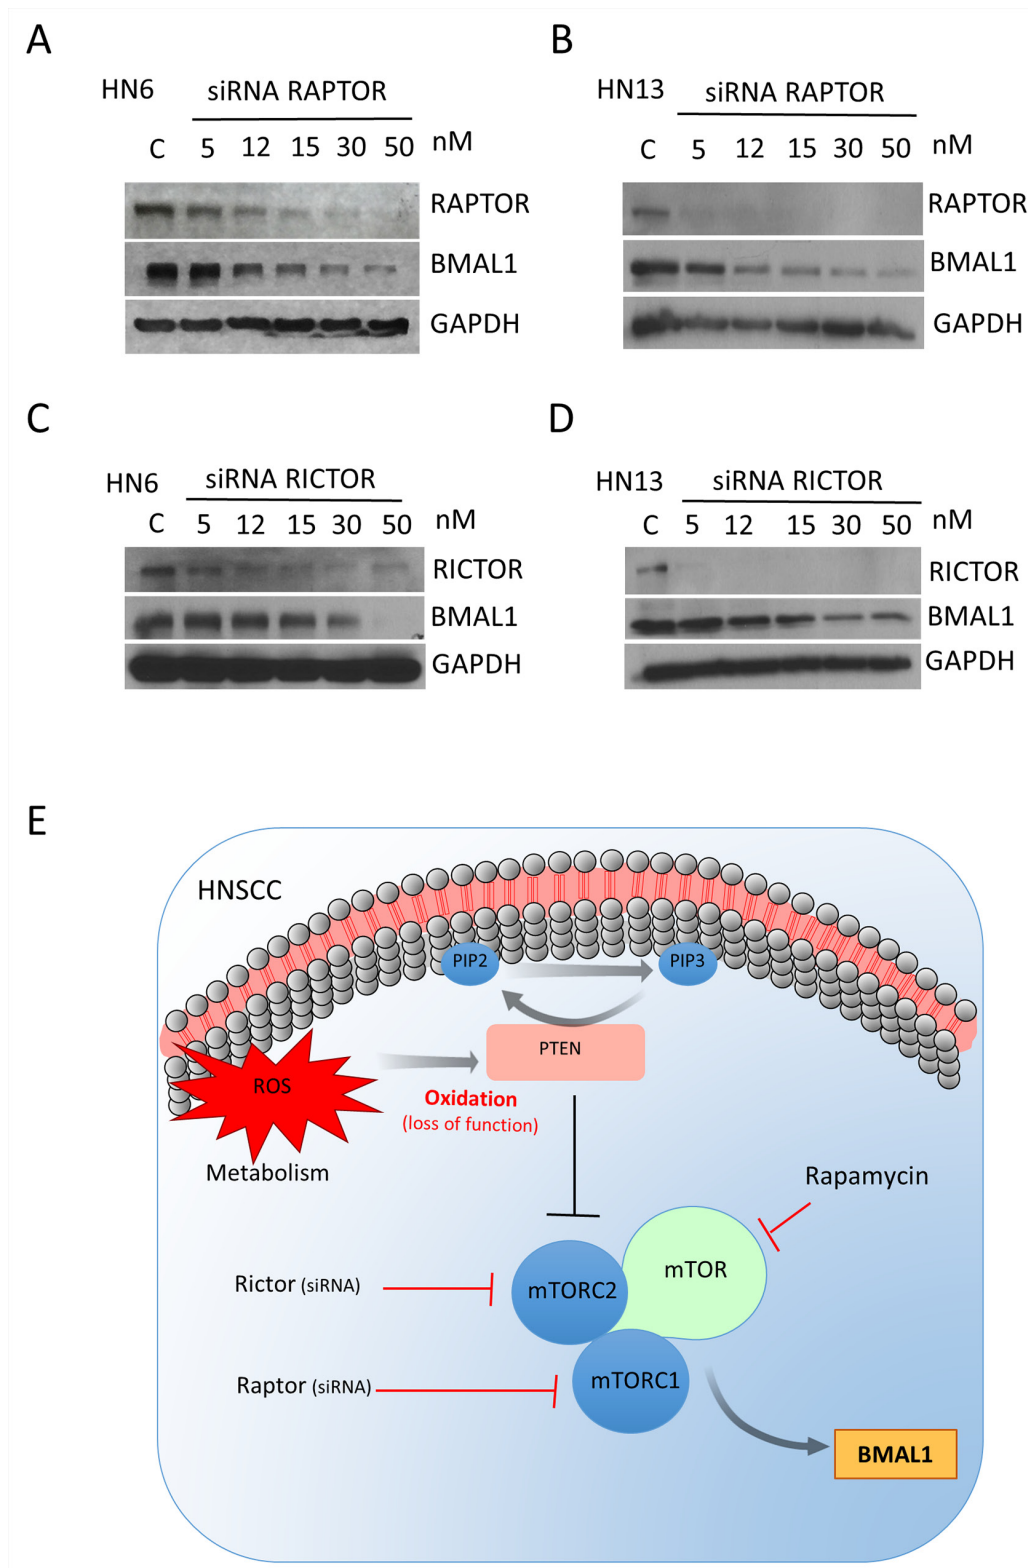 A
HN6
siRNA RAPTOR
C 5 12 15 30 50 nM
RAPTOR
BMAL1
GAPDH
B
HN13
siRNA RAPTOR
C 5 12 15 30 50 nM
RAPTOR
BMAL1
GAPDH
C
HN6
siRNA RICTOR
C 5 12 15 30 50 nM
RICTOR
BMAL1
GAPDH
D
HN13
siRNA RICTOR
C 5 12 15 30 50 nM
RICTOR
BMAL1
GAPDH
E
HNSCC
PIP2
PIP3
PTEN
ROS
Oxidation
(loss of function)
Metabolism
Rapamycin
mTOR
Rictor (siRNA)
mTORC2
Raptor (siRNA)
mTORC1
BMAL1